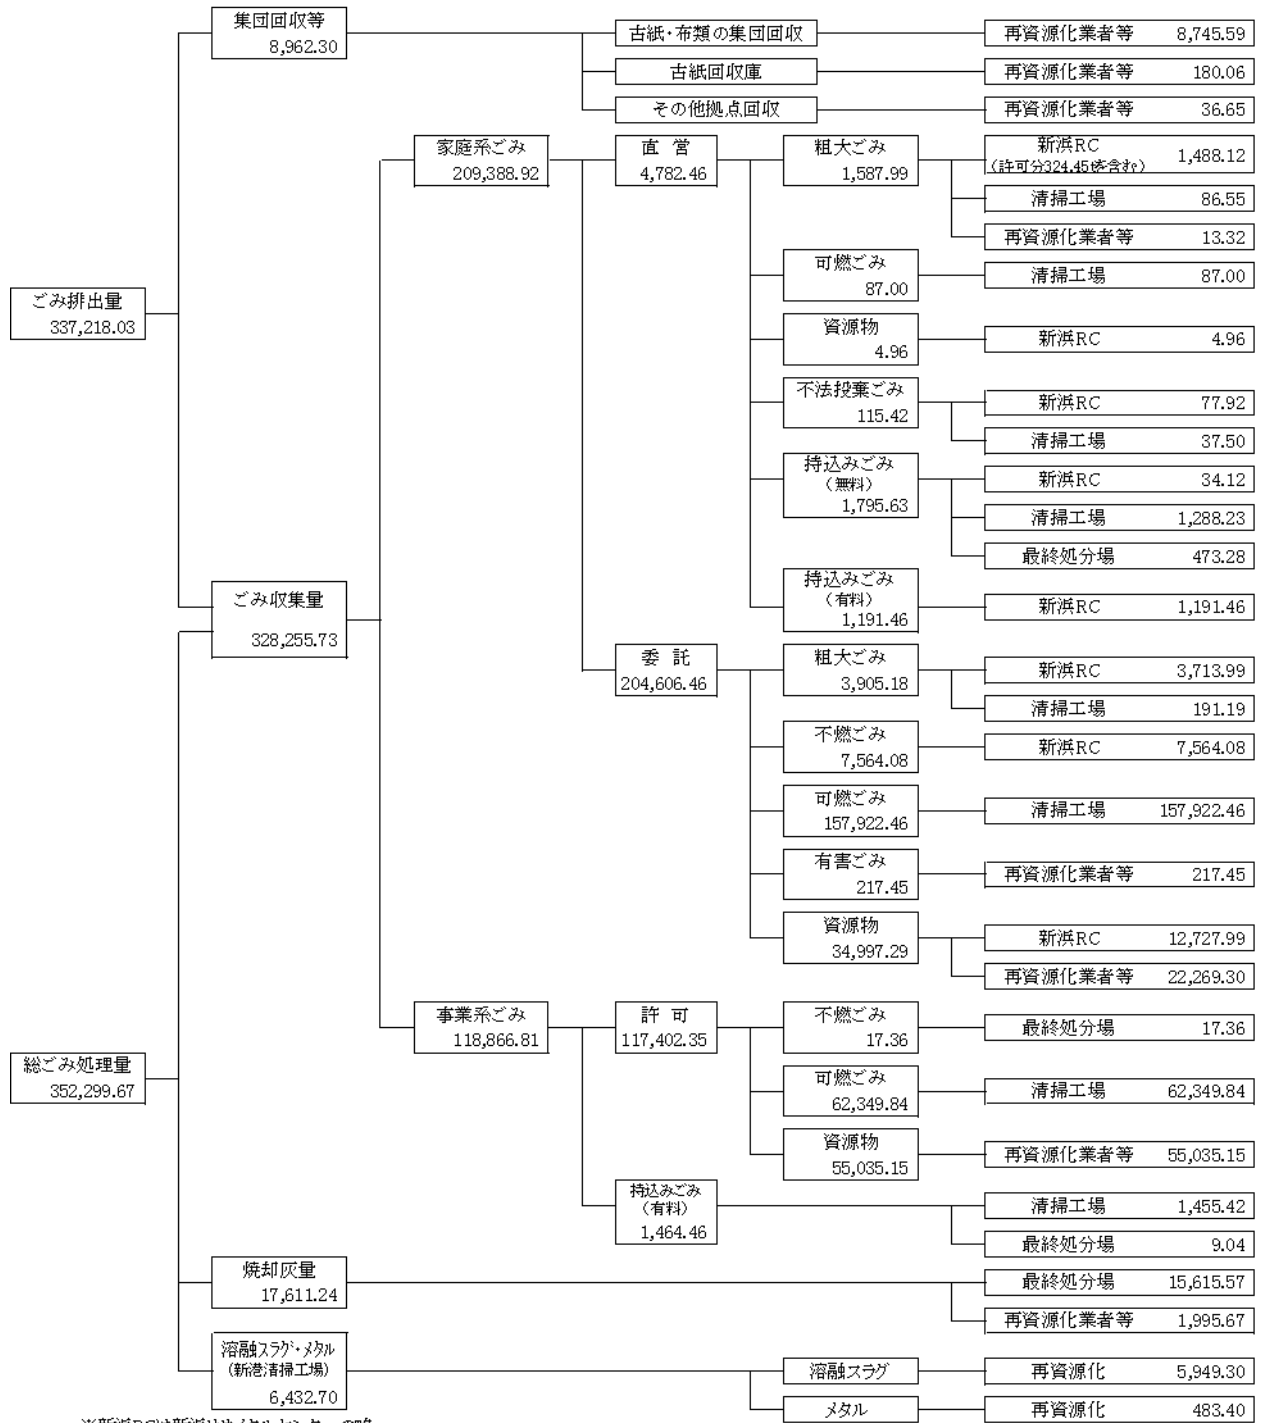 集団回収等
8,962.30
古紙・布類の集団回収
再資源化業者等 8,745.59
古紙回収庫
再資源化業者等 180.06
その他拠点回収
再資源化業者等 36.65
家庭系ごみ
209,388.92
直 営
4,782.46
粗大ごみ
1,587.99
新浜RC
(許可分324.45tを含む)
1,488.12
清掃工場 86.55
再資源化業者等 13.32
可燃ごみ
87.00
清掃工場 87.00
ごみ排出量
337,218.03
資源物
4.96
新浜RC 4.96
不法投棄ごみ
115.42
新浜RC 77.92
清掃工場 37.50
持込みごみ
(無料)
1,795.63
新浜RC 34.12
清掃工場 1,288.23
最終処分場 473.28
持込みごみ
(有料)
1,191.46
新浜RC 1,191.46
ごみ収集量
328,255.73
委 託
204,606.46
粗大ごみ
3,905.18
新浜RC 3,713.99
清掃工場 191.19
不燃ごみ
7,564.08
新浜RC 7,564.08
可燃ごみ
157,922.46
清掃工場 157,922.46
有害ごみ
217.45
再資源化業者等 217.45
資源物
34,997.29
新浜RC 12,727.99
再資源化業者等 22,269.30
事業系ごみ
118,866.81
許 可
117,402.35
不燃ごみ
17.36
最終処分場 17.36
総ごみ処理量
352,299.67
可燃ごみ
62,349.84
清掃工場 62,349.84
資源物
55,035.15
再資源化業者等 55,035.15
持込みごみ
(有料)
1,464.46
清掃工場 1,455.42
最終処分場 9.04
焼却灰量
17,611.24
最終処分場 15,615.57
再資源化業者等 1,995.67
溶融スラグ・メタル
(新港清掃工場)
6,432.70
溶融スラグ
再資源化 5,949.30
メタル
再資源化 483.40